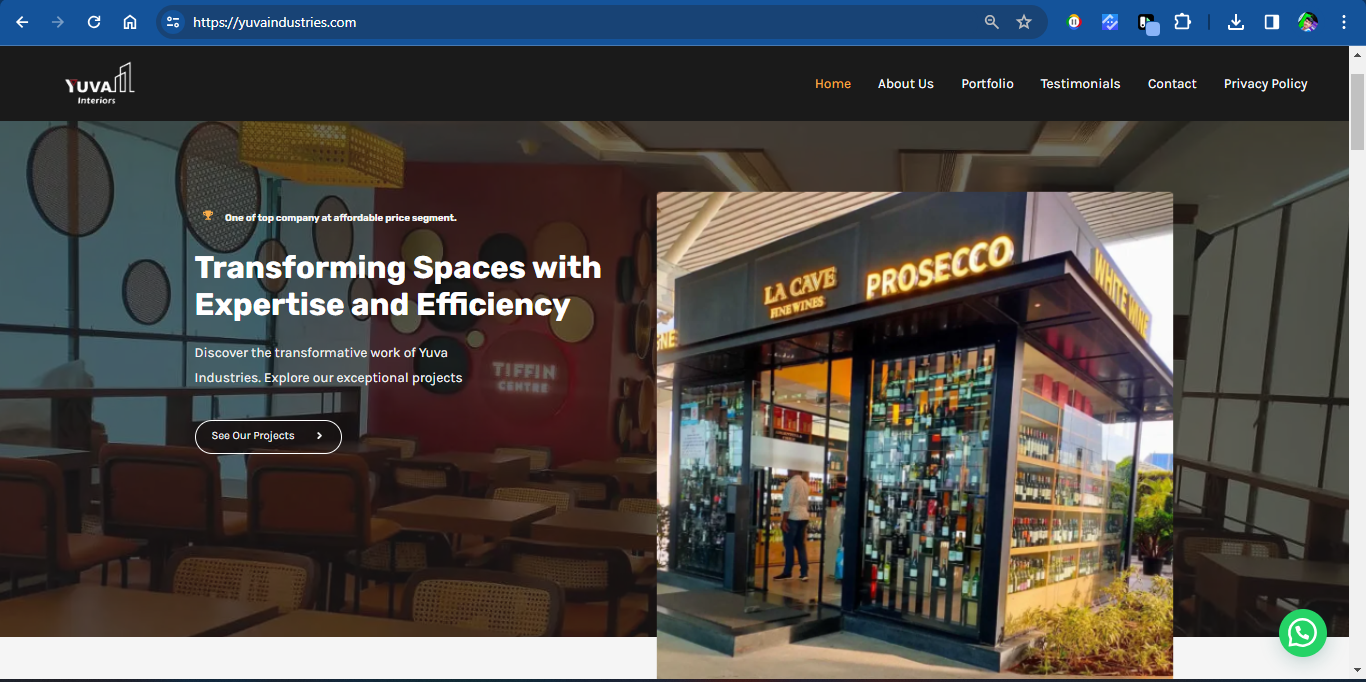 https://yuvaindustries.com
YUVA
Interiors
Home
About Us
Portfolio
Testimonials
Contact
Privacy Policy
One of top company at affordable price segment.
Transforming Spaces with
Expertise and Efficiency
Discover the transformative work of Yuva
Industries. Explore our exceptional projects
See Our Projects
TIFFIN
CENTRE
GNE
LA CAVE
FINE WINES
PROSECCO
WHITE WINE